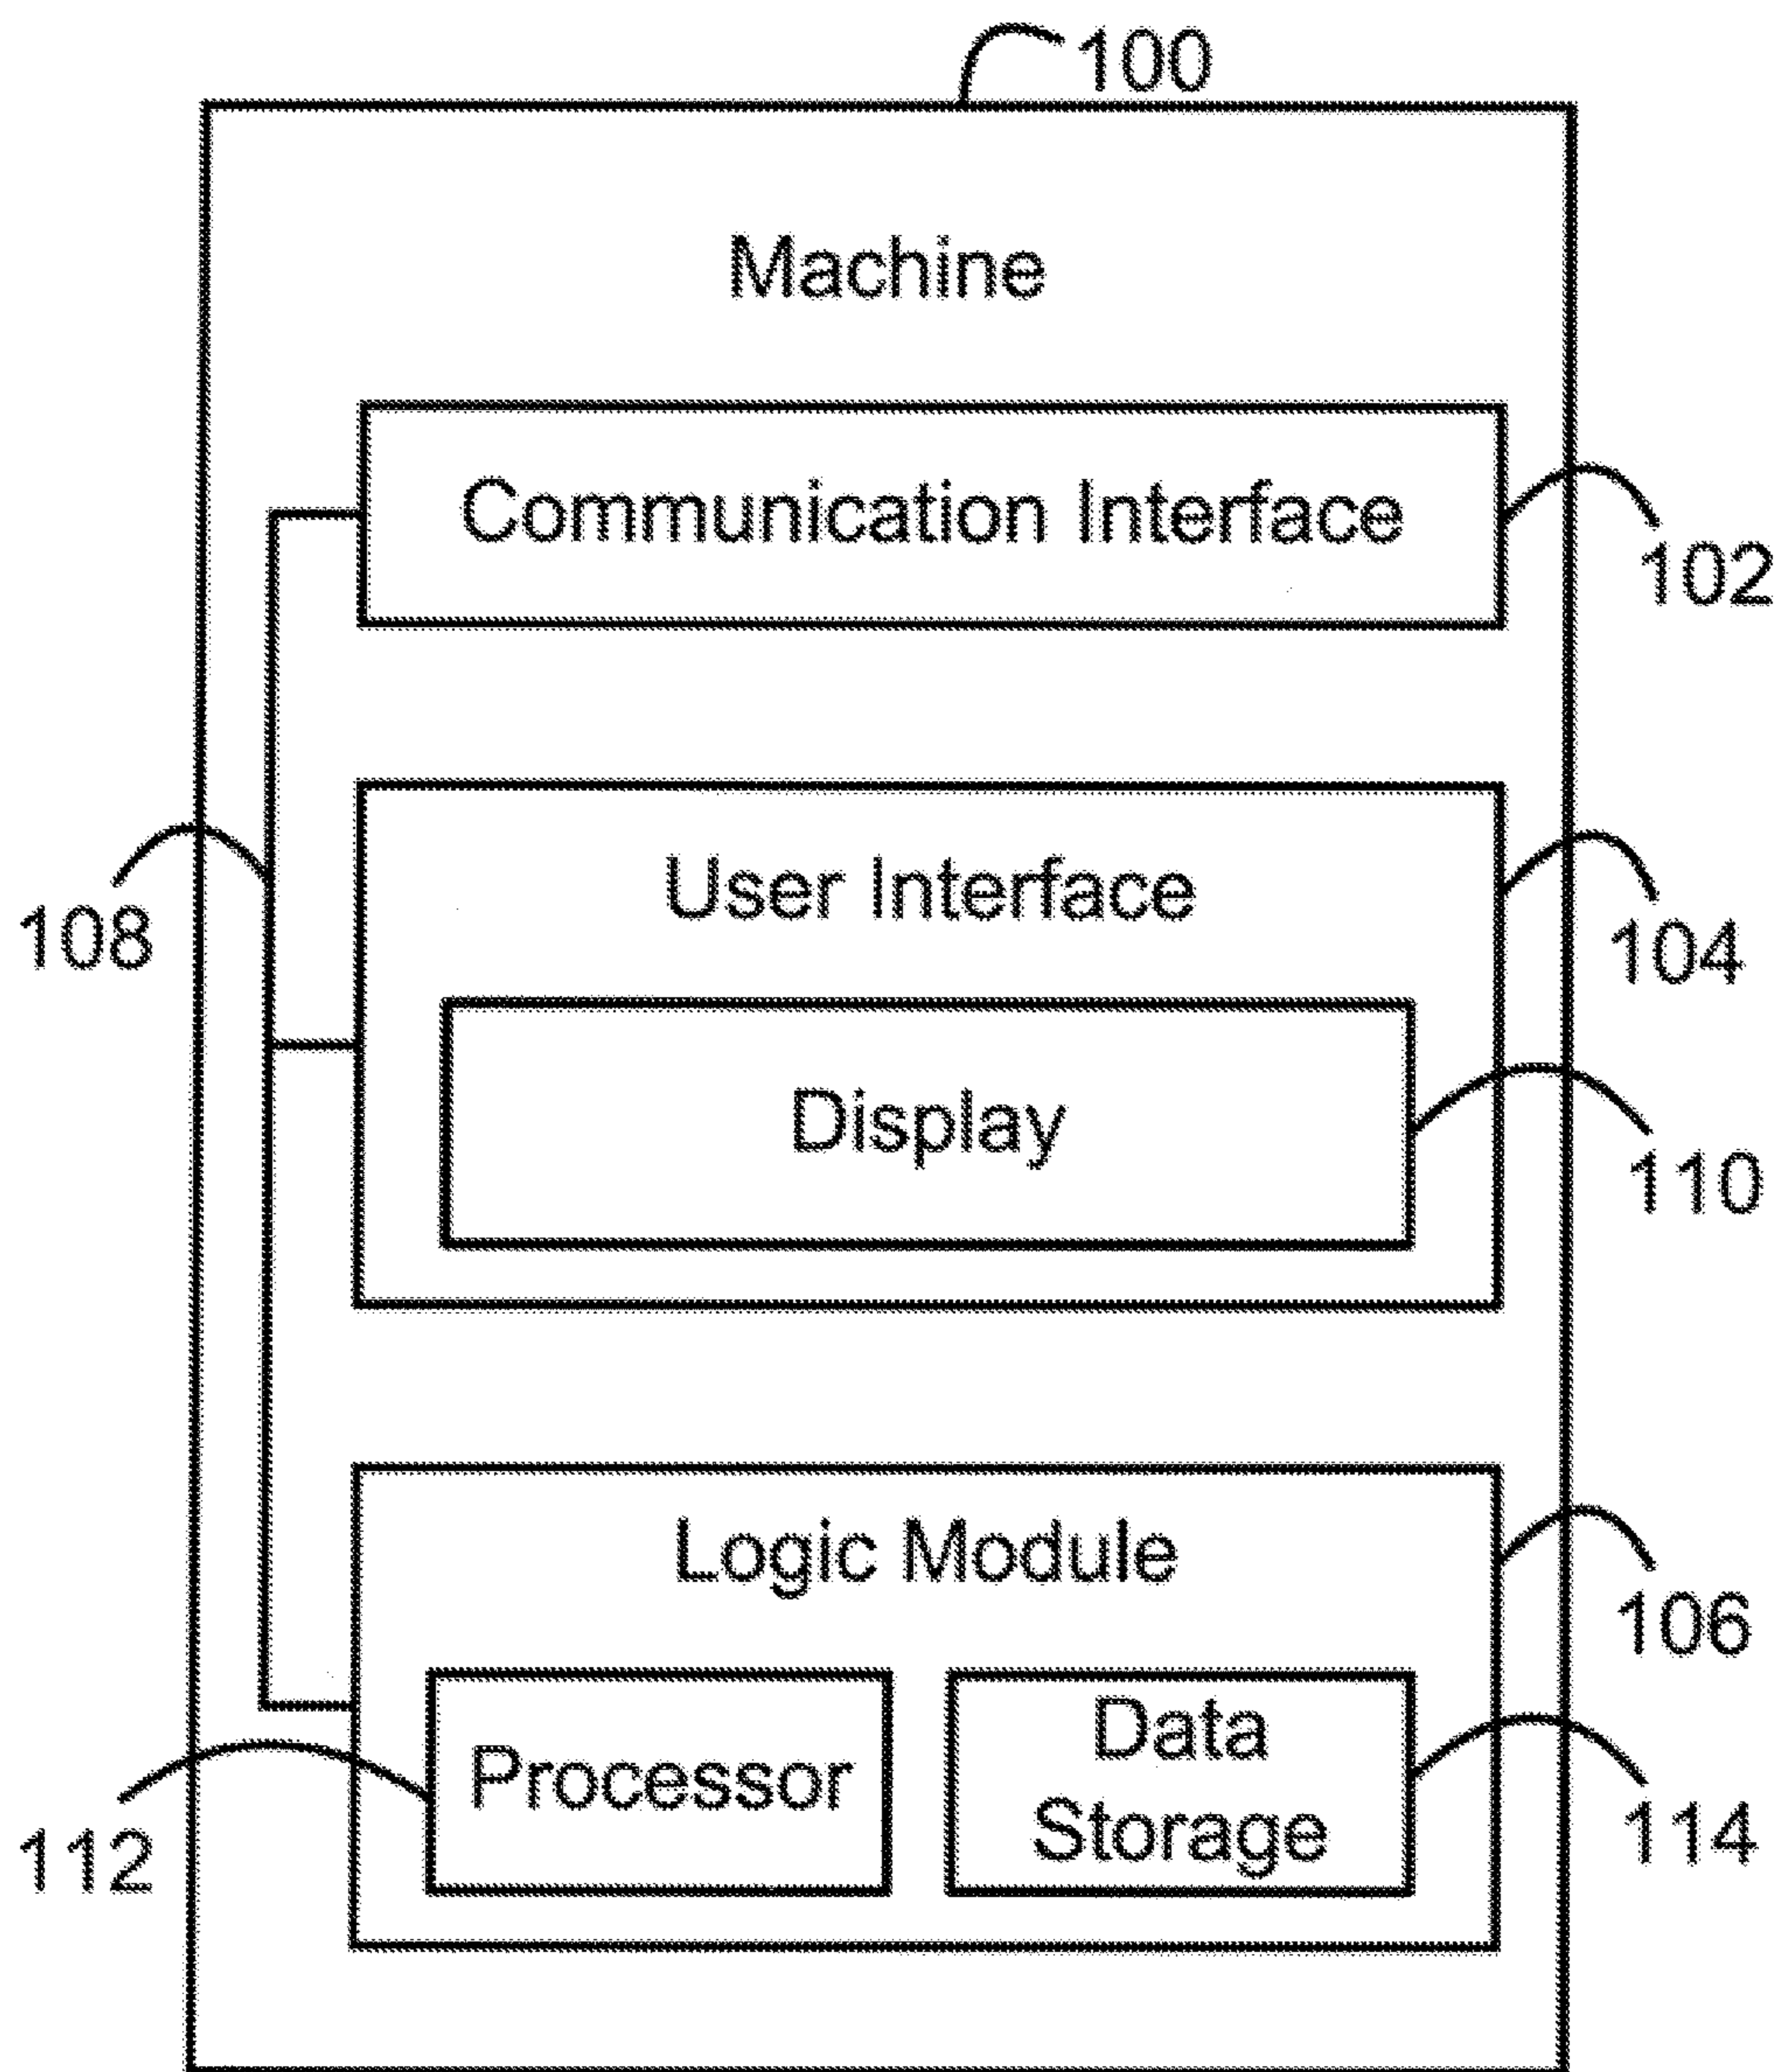 100
Machine
Communication Interface
102
User Interface
104
108
Display
110
Logic Module
106
Processor
Data
Storage
112
114